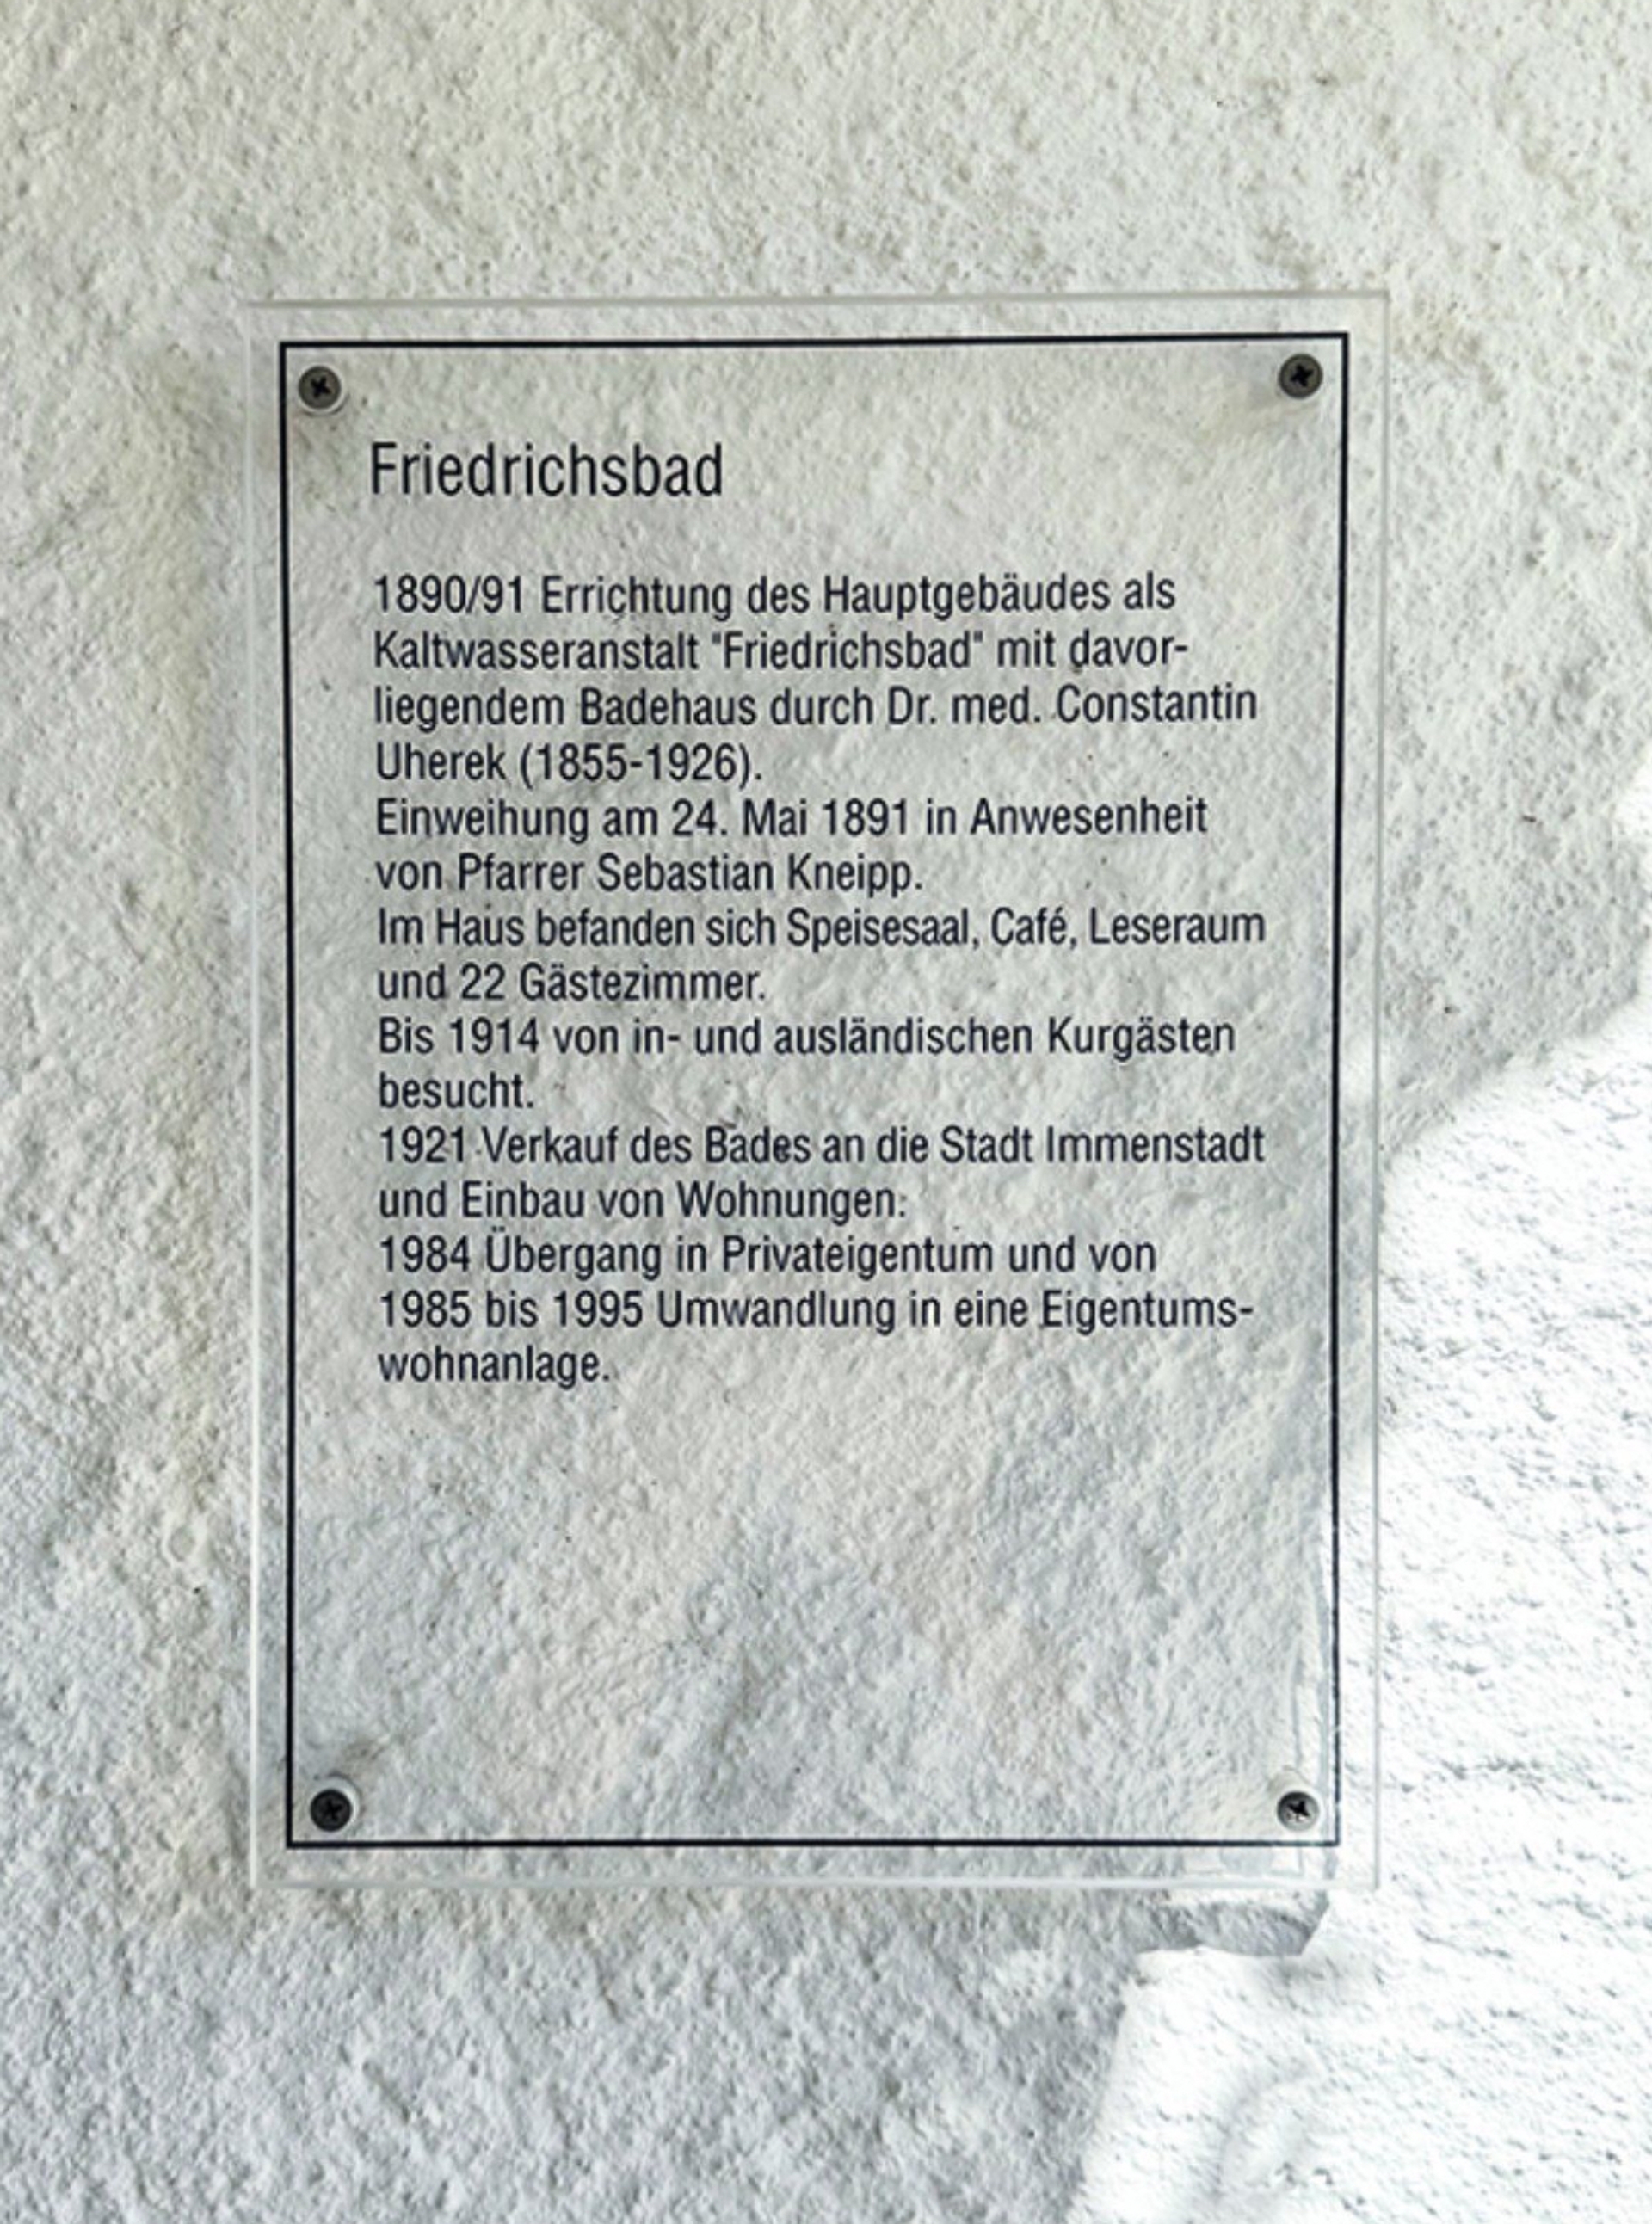 Friedrichsbad
1890/91 Errichtung des Hauptgebäudes als
Kaltwasseranstalt "Friedrichsbad" mit davor-
liegendem Badehaus durch Dr. med. Constantin
Uherek (1855-1926).
Einweihung am 24. Mai 1891 in Anwesenheit
von Pfarrer Sebastian Kneipp.
Im Haus befanden sich Speisesaal, Café, Leseraum
und 22 Gästezimmer.
Bis 1914 von in- und ausländischen Kurgästen
besucht.
1921 Verkauf des Bades an die Stadt Immenstadt
und Einbau von Wohnungen.
1984 Übergang in Privateigentum und von
1985 bis 1995 Umwandlung in eine Eigentums-
wohnanlage.